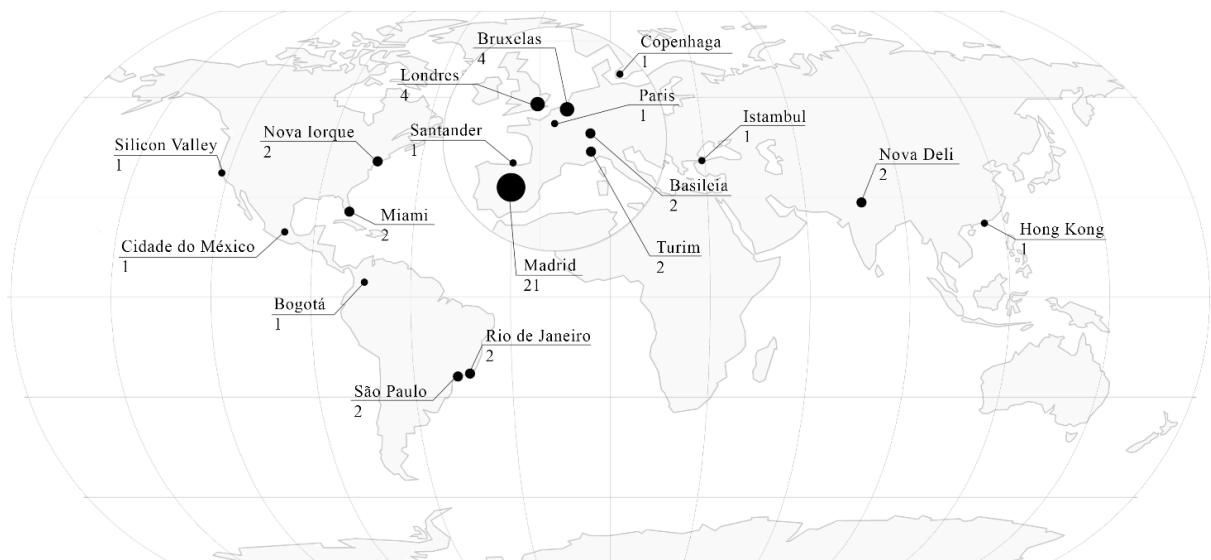 Bruxelas
4
Copenhaga
1
Londres
4
Paris
1
Istambul
1
Nova Iorque
2
Santander
1
Silicon Valley
1
Nova Deli
2
Basileia
2
Miami
2
Hong Kong
1
Cidade do México
1
Turim
2
Madrid
21
Bogotá
1
Rio de Janeiro
2
São Paulo
2